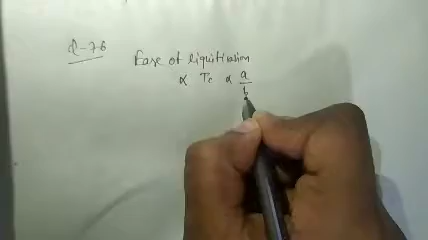 Q-76
Ease of liquification
∝ Tc ∝ a/b